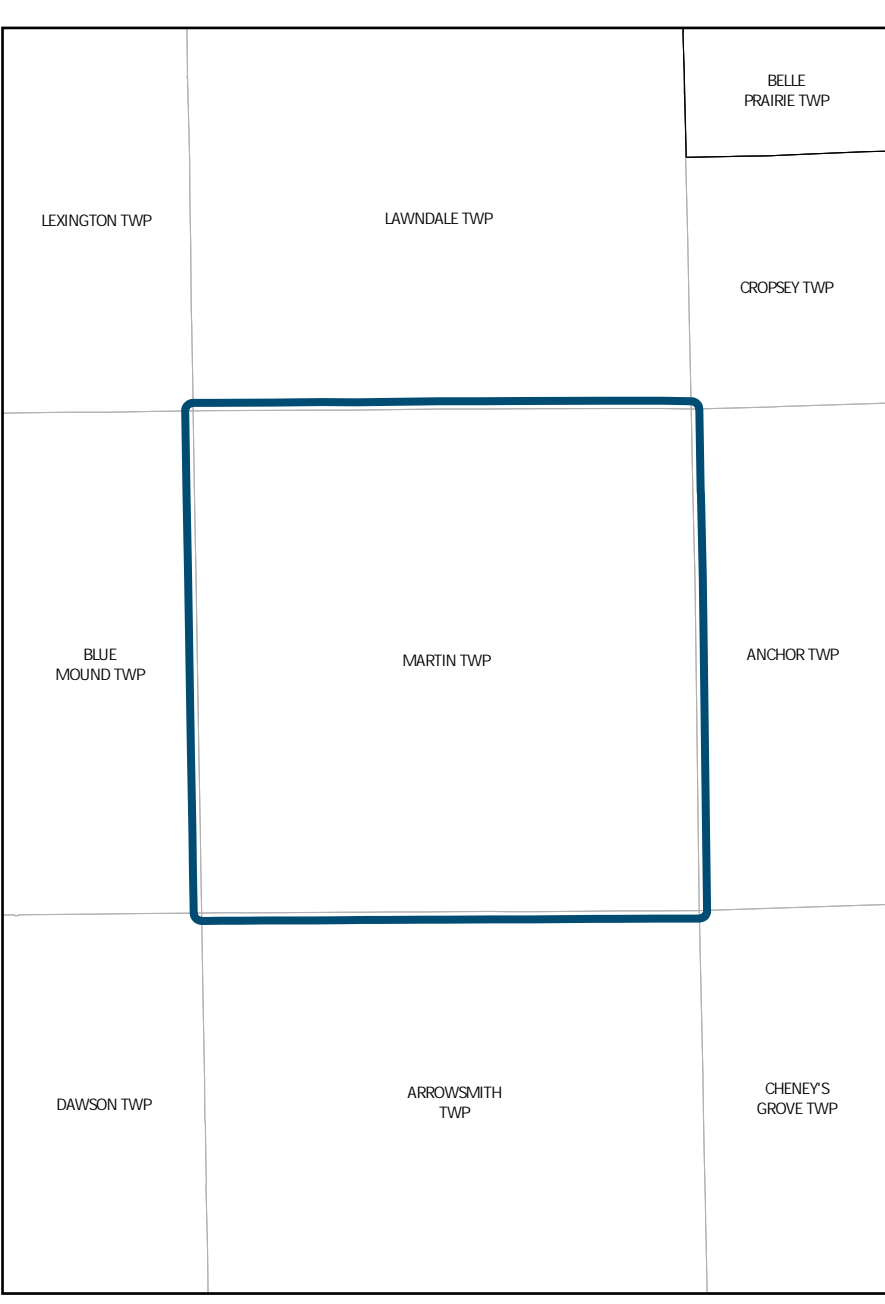 BELLE
PRAIRIE TWP
LEXINGTON TWP
LAWNDALE TWP
CROPSEY TWP
BLUE
MOUND TWP
MARTIN TWP
ANCHOR TWP
DAWSON TWP
ARROWSMITH
TWP
CHENEY'S
GROVE TWP